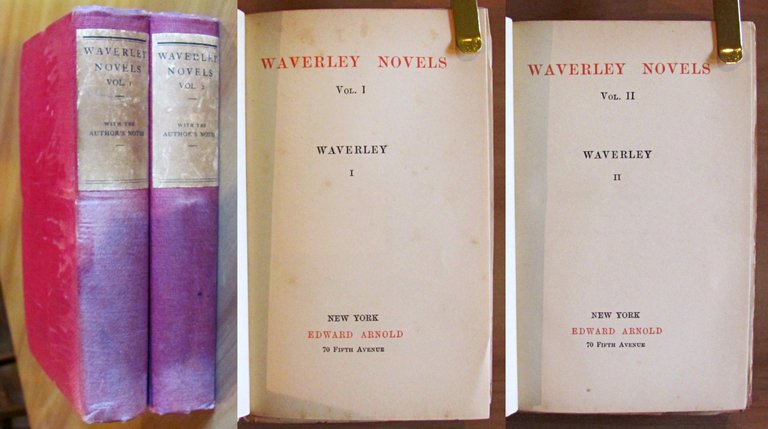 WAVERLEY
NOVELS
VOL. 1
WITH THE
AUTHOR'S NOTES
WAVERLEY
NOVELS
VOL. 2
WITH THE
AUTHOR'S NOTES
WAVERLEY NOVELS
VOL. I
WAVERLEY
I
NEW YORK
EDWARD ARNOLD
70 FIFTH AVENUE
WAVERLEY NOVELS
VOL. II
WAVERLEY
II
NEW YORK
EDWARD ARNOLD
70 FIFTH AVENUE